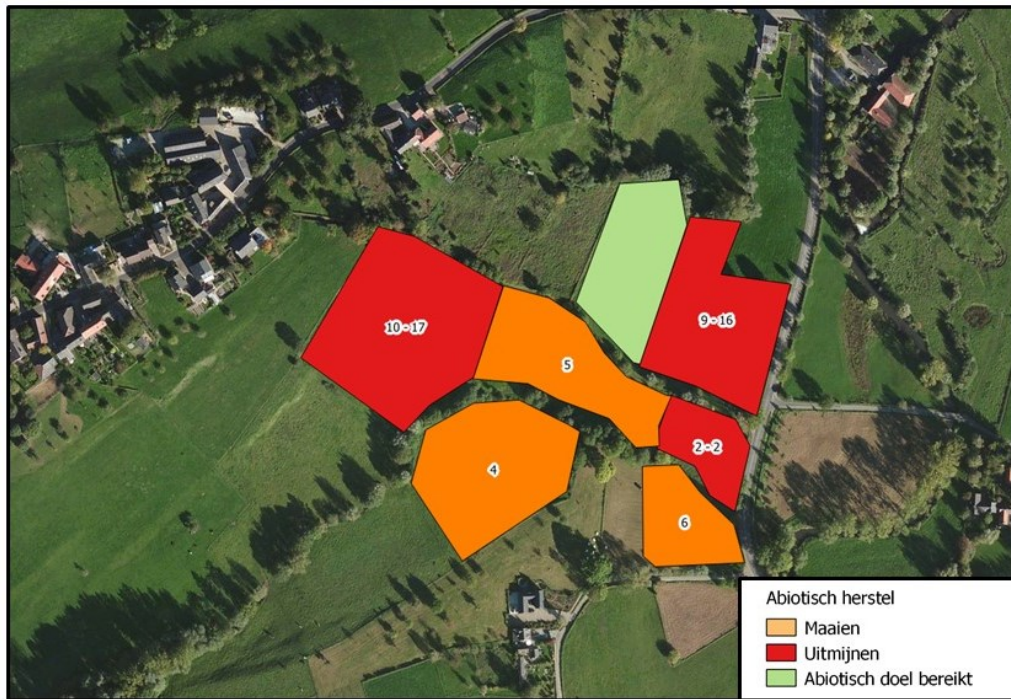 10 - 17
9 - 16
5
2 - 2
4
6
Abiotisch herstel
Maaien
Uitmijnen
Abiotisch doel bereikt